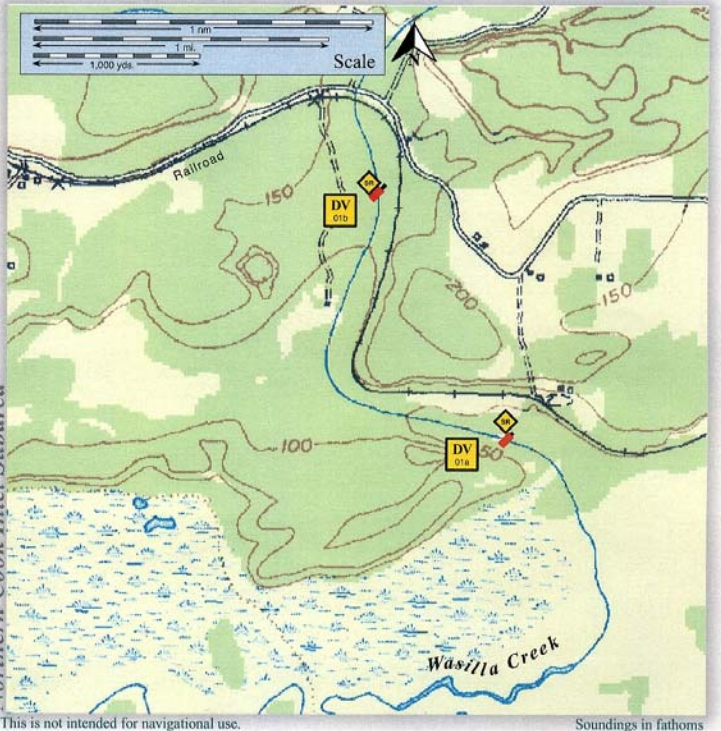 1 nm
1 mi.
1,000 yds.
Scale
N
Railroad
150
SR
DV
01b
200
150
SR
100
DV
01a
50
Wasilla Creek
This is not intended for navigational use.
Soundings in fathoms